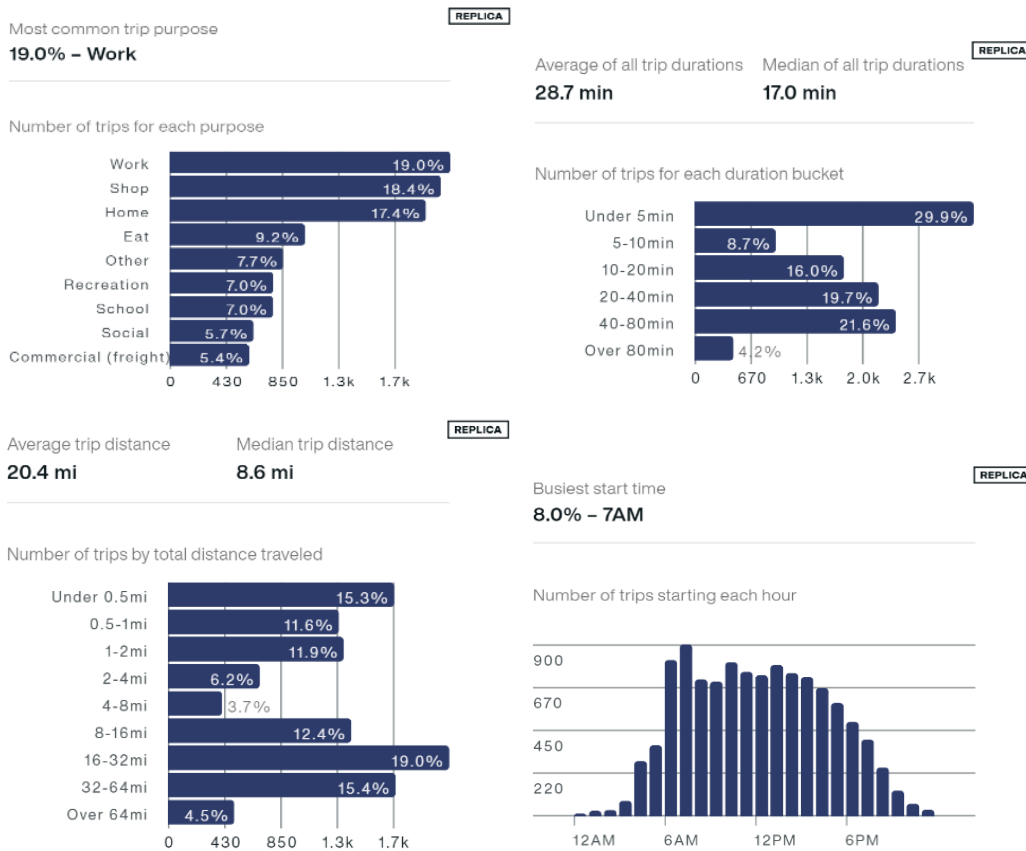 REPLICA
Most common trip purpose
19.0% – Work
Number of trips for each purpose
Work 19.0%
Shop 18.4%
Home 17.4%
Eat 9.2%
Other 7.7%
Recreation 7.0%
School 7.0%
Social 5.7%
Commercial (freight) 5.4%
0 430 850 1.3k 1.7k
REPLICA
Average of all trip durations Median of all trip durations
28.7 min 17.0 min
Number of trips for each duration bucket
Under 5min 29.9%
5-10min 8.7%
10-20min 16.0%
20-40min 19.7%
40-80min 21.6%
Over 80min 4.2%
0 670 1.3k 2.0k 2.7k
REPLICA
Average trip distance Median trip distance
20.4 mi 8.6 mi
Number of trips by total distance traveled
Under 0.5mi 15.3%
0.5-1mi 11.6%
1-2mi 11.9%
2-4mi 6.2%
4-8mi 3.7%
8-16mi 12.4%
16-32mi 19.0%
32-64mi 15.4%
Over 64mi 4.5%
0 430 850 1.3k 1.7k
REPLICA
Busiest start time
8.0% – 7AM
Number of trips starting each hour
900
670
450
220
12AM 6AM 12PM 6PM